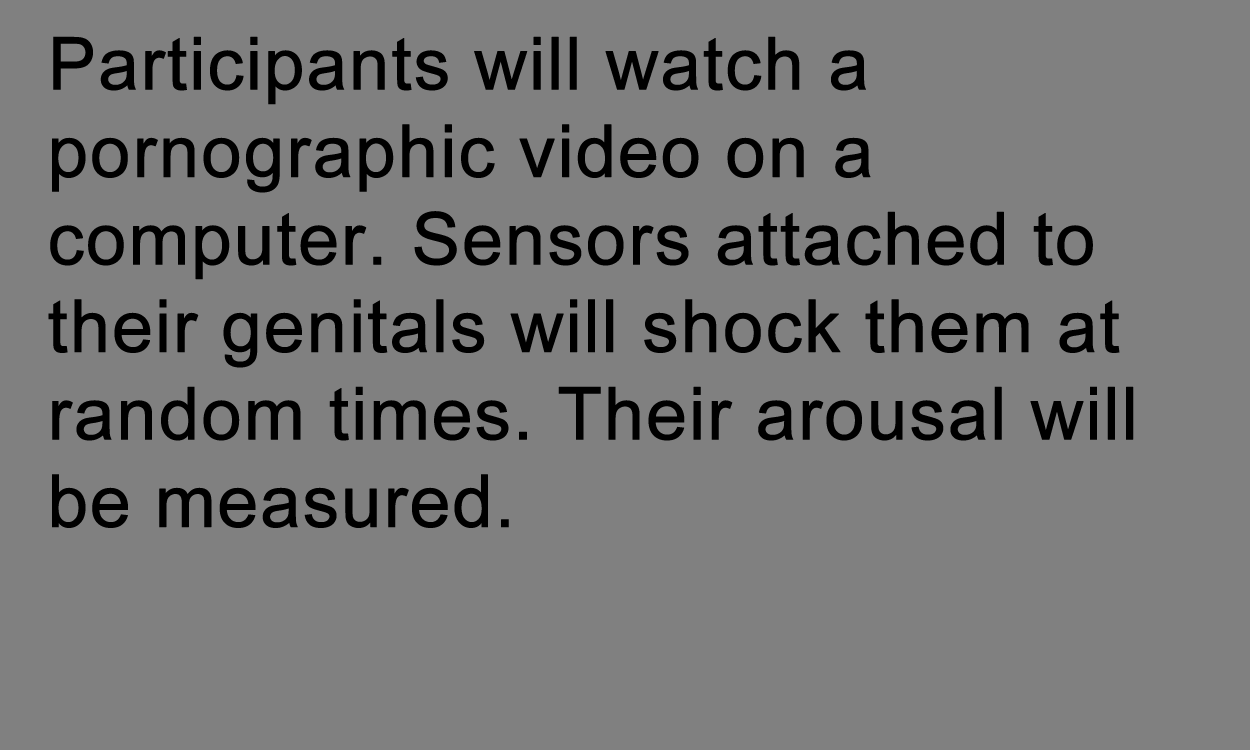 Participants will watch a
pornographic video on a
computer. Sensors attached to
their genitals will shock them at
random times. Their arousal will
be measured.